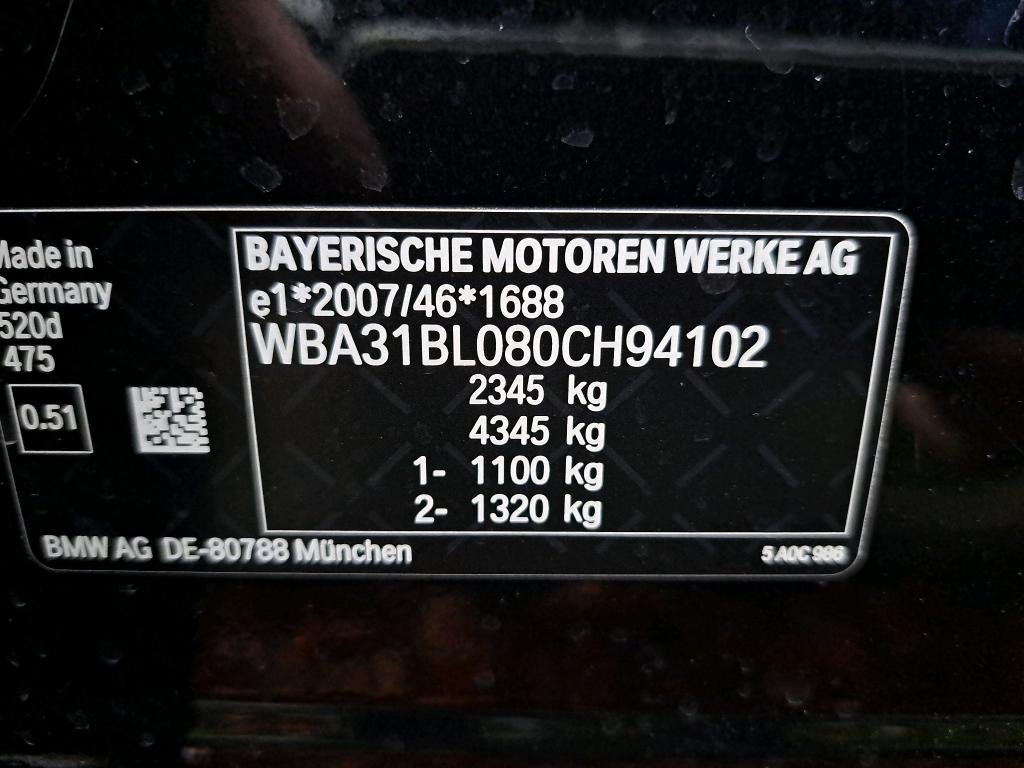 Made in
Germany
520d
475
0.51
BAYERISCHE MOTOREN WERKE AG
e1*2007/46*1688
WBA31BL080CH94102
2345 kg
4345 kg
1- 1100 kg
2- 1320 kg
BMW AG DE-80788 München
5 A0C 986